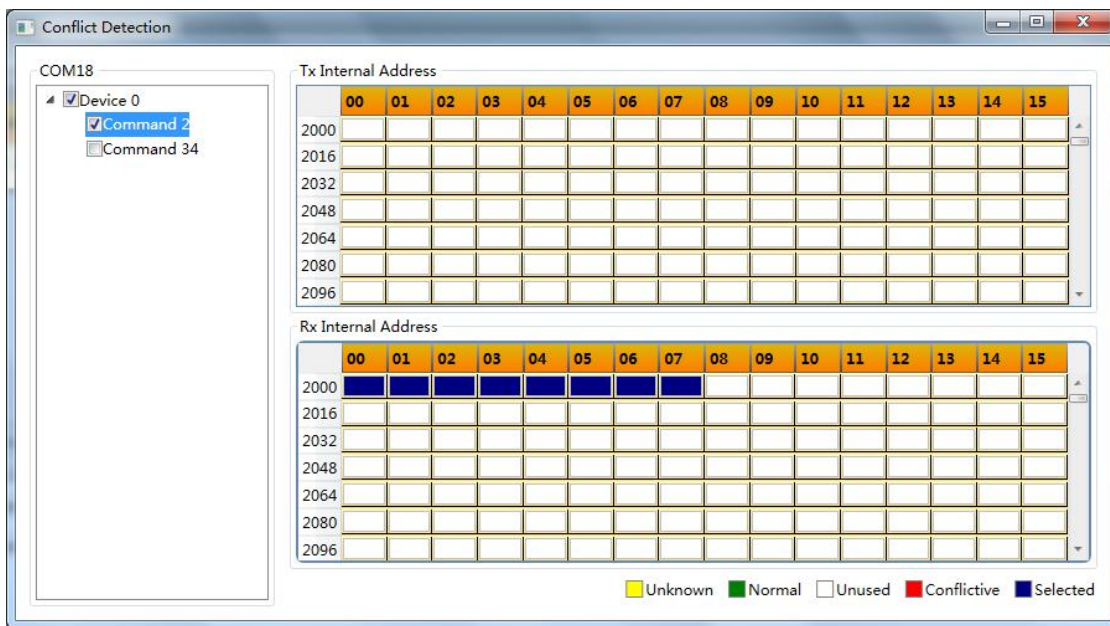 Conflict Detection
COM18
Device 0
Command 2
Command 34
Tx Internal Address
00 01 02 03 04 05 06 07 08 09 10 11 12 13 14 15
2000
2016
2032
2048
2064
2080
2096
Rx Internal Address
00 01 02 03 04 05 06 07 08 09 10 11 12 13 14 15
2000
2016
2032
2048
2064
2080
2096
Unknown Normal Unused Conflictive Selected